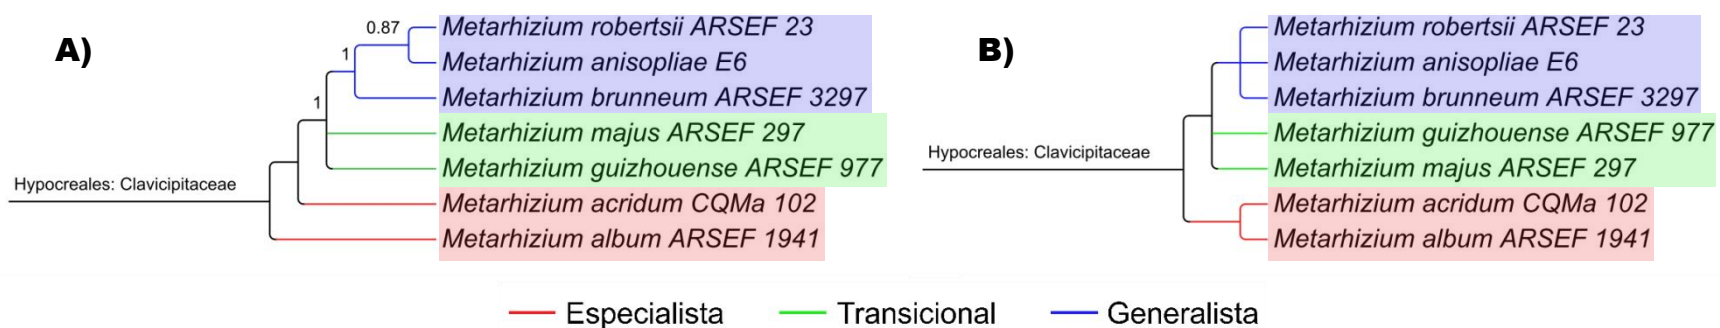 A)
0.87
1
1
Hypocreales: Clavicipitaceae
Metarhizium robertsii ARSEF 23
Metarhizium anisopliae E6
Metarhizium brunneum ARSEF 3297
Metarhizium majus ARSEF 297
Metarhizium guizhouense ARSEF 977
Metarhizium acridum CQMa 102
Metarhizium album ARSEF 1941
B)
Hypocreales: Clavicipitaceae
Metarhizium robertsii ARSEF 23
Metarhizium anisopliae E6
Metarhizium brunneum ARSEF 3297
Metarhizium guizhouense ARSEF 977
Metarhizium majus ARSEF 297
Metarhizium acridum CQMa 102
Metarhizium album ARSEF 1941
Especialista Transicional Generalista